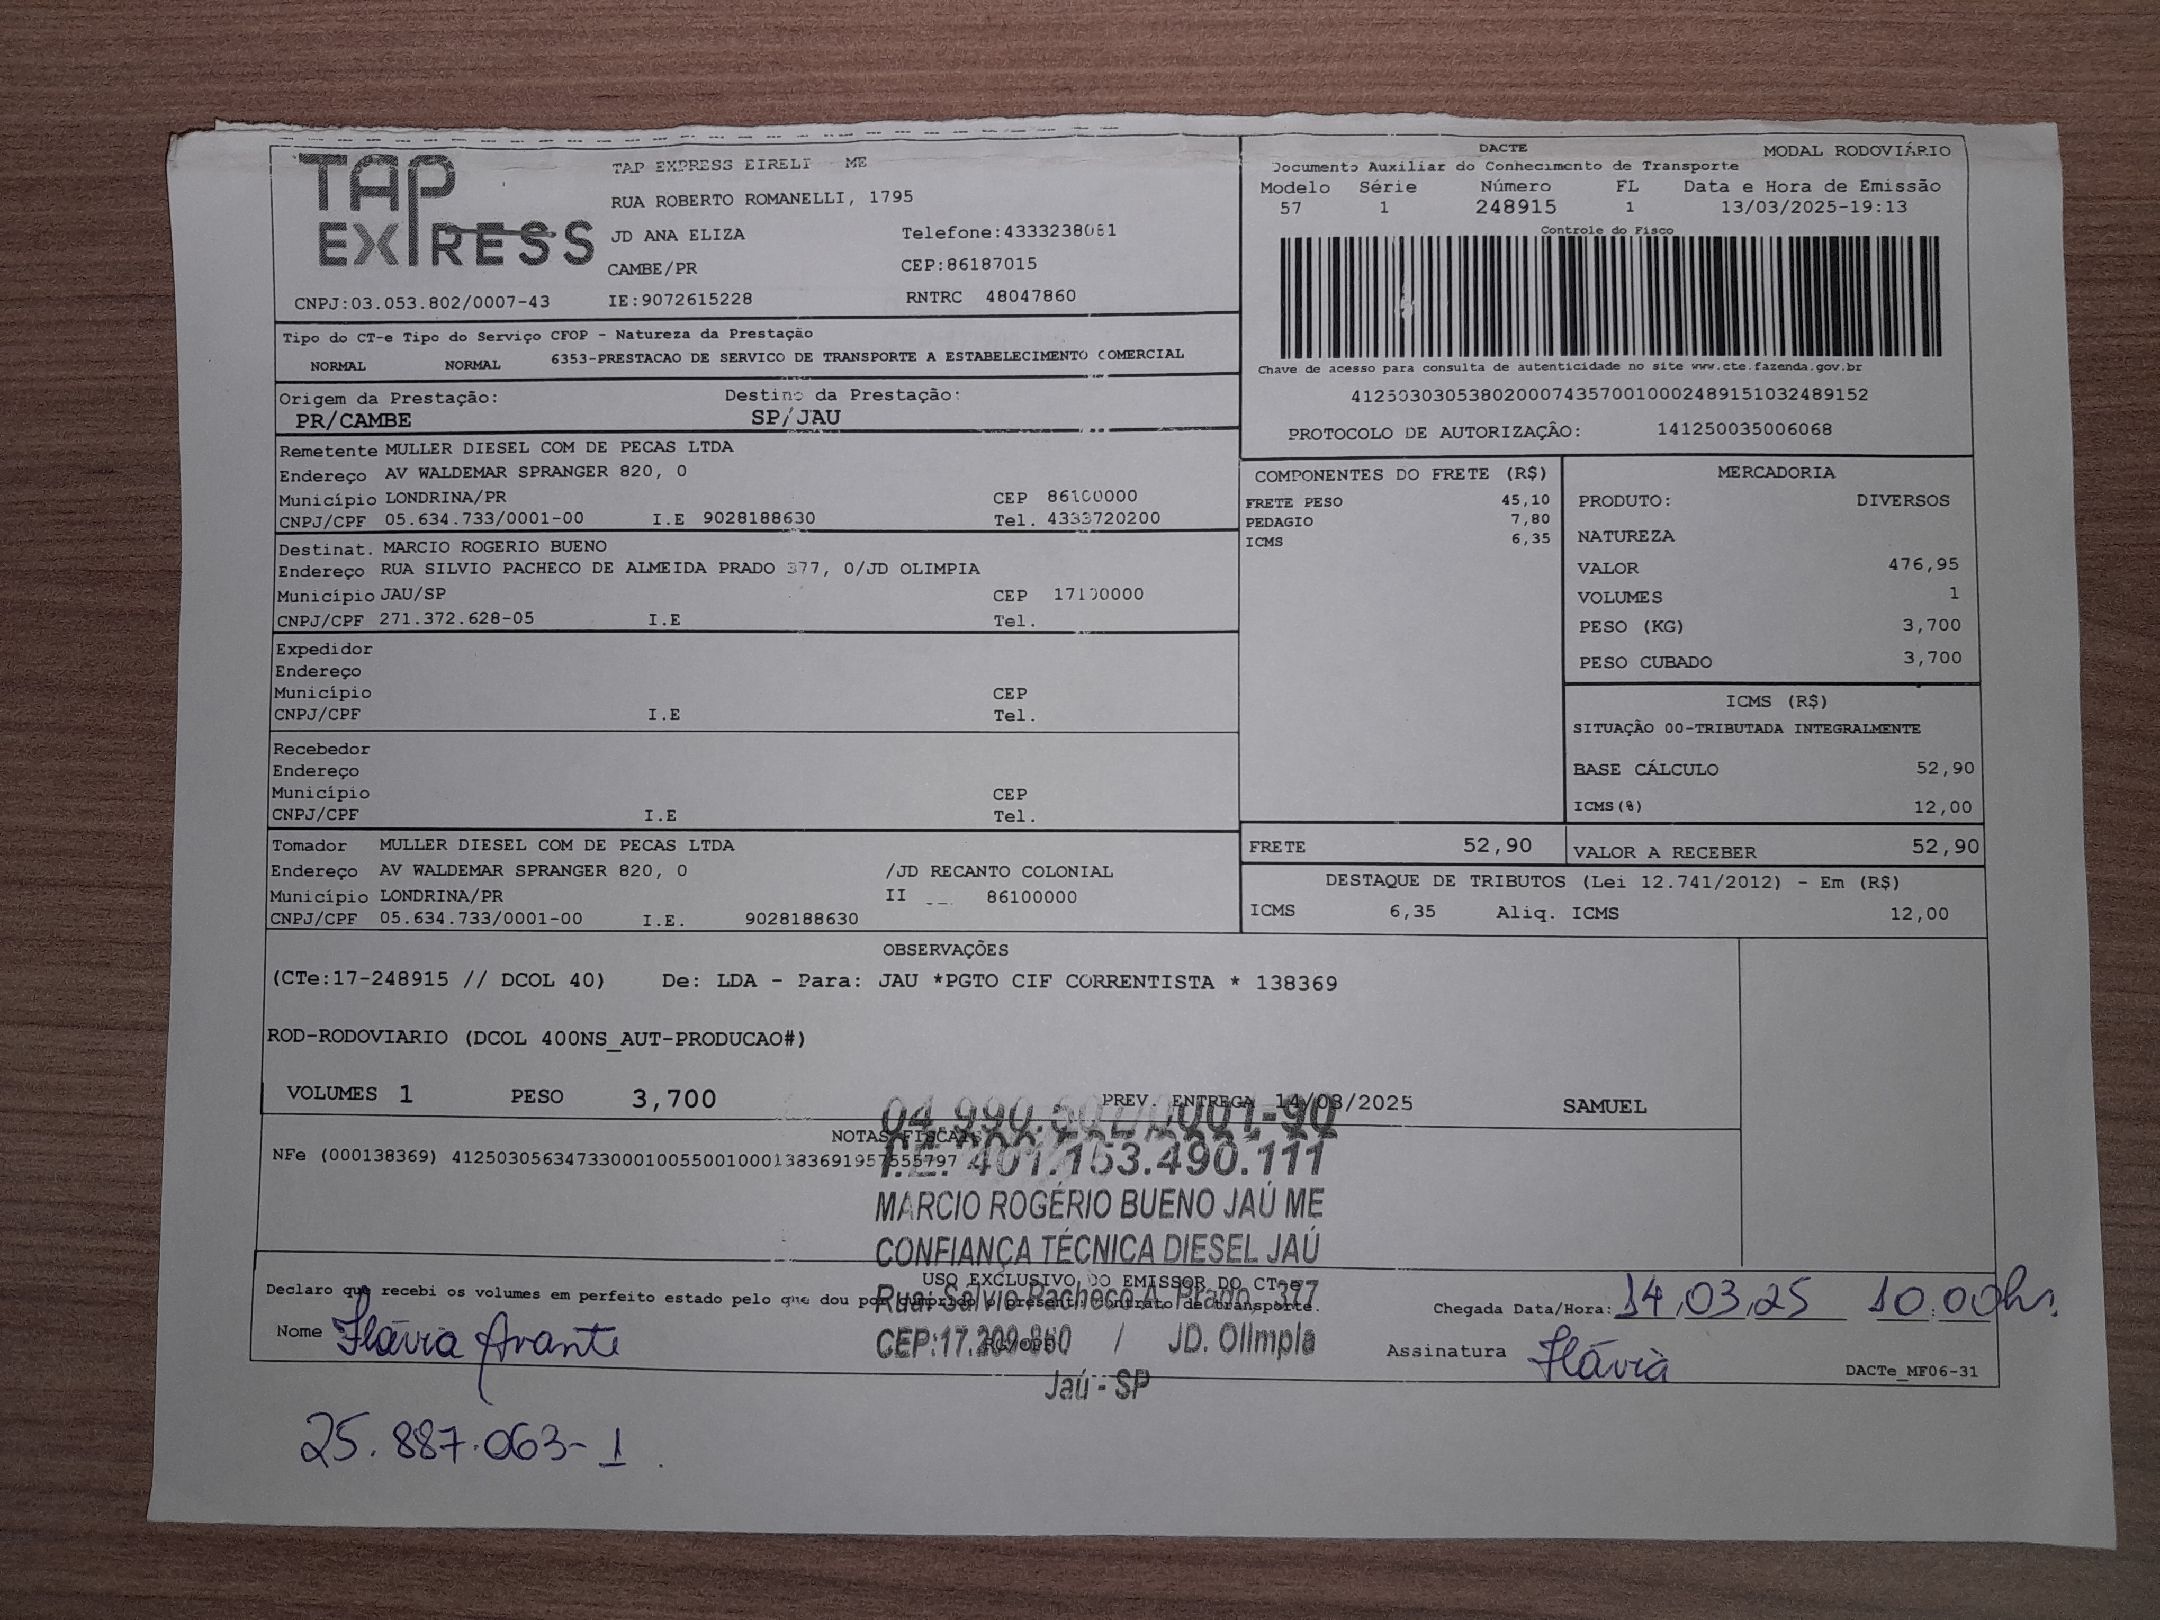 TAP
EXPRESS
TAP EXPRESS EIRELI ME
RUA ROBERTO ROMANELLI, 1795
JD ANA ELIZA Telefone:4333238081
CAMBE/PR CEP:86187015
CNPJ:03.053.802/0007-43 IE:9072615228 RNTRC 48047860
DACTE MODAL RODOVIÁRIO
Documento Auxiliar do Conhecimento de Transporte
Modelo Série Número FL Data e Hora de Emissão
57 1 248915 1 13/03/2025-19:13
Controle do Fisco
Chave de acesso para consulta de autenticidade no site www.cte.fazenda.gov.br
41250303053802000743570010002489151032489152
PROTOCOLO DE AUTORIZAÇÂO: 141250035006068
Tipo do CT-e Tipo do Serviço CFOP - Natureza da Prestação
NORMAL NORMAL 6353-PRESTACAO DE SERVICO DE TRANSPORTE A ESTABELECIMENTO COMERCIAL
Origem da Prestação: Destino da Prestação:
PR/CAMBE SP/JAU
Remetente MULLER DIESEL COM DE PECAS LTDA
Endereço AV WALDEMAR SPRANGER 820, 0
Município LONDRINA/PR CEP 86100000
CNPJ/CPF 05.634.733/0001-00 I.E 9028188630 Tel. 4333720200
Destinat. MARCIO ROGERIO BUENO
Endereço RUA SILVIO PACHECO DE ALMEIDA PRADO 377, 0/JD OLIMPIA
Município JAU/SP CEP 17100000
CNPJ/CPF 271.372.628-05 I.E Tel.
Expedidor
Endereço
Município CEP
CNPJ/CPF I.E Tel.
Recebedor
Endereço
Município CEP
CNPJ/CPF I.E Tel.
Tomador MULLER DIESEL COM DE PECAS LTDA
Endereço AV WALDEMAR SPRANGER 820, 0 /JD RECANTO COLONIAL
Município LONDRINA/PR II 86100000
CNPJ/CPF 05.634.733/0001-00 I.E. 9028188630
COMPONENTES DO FRETE (R$)
FRETE PESO 45,10
PEDAGIO 7,80
ICMS 6,35
MERCADORIA
PRODUTO: DIVERSOS
NATUREZA
VALOR 476,95
VOLUMES 1
PESO (KG) 3,700
PESO CUBADO 3,700
ICMS (R$)
SITUAÇÃO 00-TRIBUTADA INTEGRALMENTE
BASE CÁLCULO 52,90
ICMS(%) 12,00
FRETE 52,90 VALOR A RECEBER 52,90
DESTAQUE DE TRIBUTOS (Lei 12.741/2012) - Em (R$)
ICMS 6,35 Aliq. ICMS 12,00
OBSERVAÇÕES
(CTe:17-248915 // DCOL 40) De: LDA - Para: JAU *PGTO CIF CORRENTISTA * 138369
ROD-RODOVIARIO (DCOL 400NS_AUT-PRODUCAO#)
VOLUMES 1 PESO 3,700 PREV. ENTREGA 14/03/2025 SAMUEL
NOTAS FISCAIS
NFe (000138369) 41250305634733000100550010001383691957555797
I.E. 401.153.490.111
MARCIO ROGÉRIO BUENO JAÚ ME
CONFIANÇA TÉCNICA DIESEL JAÚ
Rua: Salvio Pacheco A. Prado, 377
CEP:17.209-860 / JD. Olimpia
Jaú - SP
USO EXCLUSIVO DO EMISSOR DO CT-e
Declaro que recebi os volumes em perfeito estado pelo que dou por cumprido o presente contrato de transporte.
Chegada Data/Hora: 14 03 25 10:00hs.
Nome Flávia Avante
Assinatura Flávia
DACTe_MF06-31
25.887.063-1